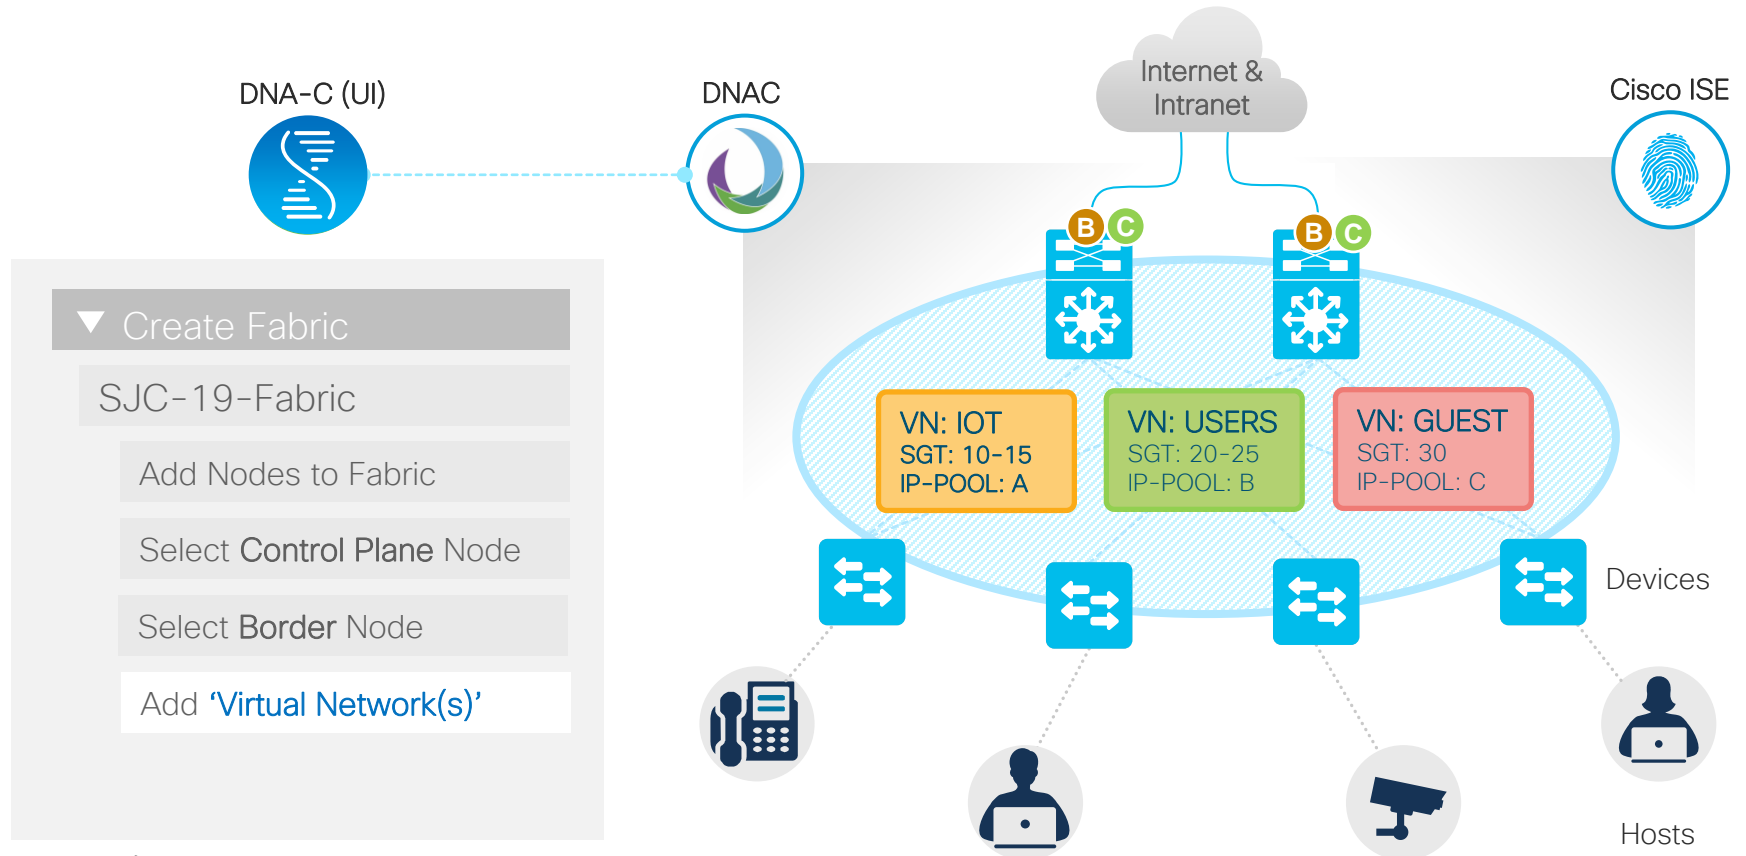 DNA-C (UI)
DNAC
Internet &
Intranet
Cisco ISE
B C
B C
Create Fabric
SJC-19-Fabric
Add Nodes to Fabric
Select Control Plane Node
Select Border Node
Add ‘Virtual Network(s)’
VN: IOT
SGT: 10-15
IP-POOL: A
VN: USERS
SGT: 20-25
IP-POOL: B
VN: GUEST
SGT: 30
IP-POOL: C
Devices
Hosts